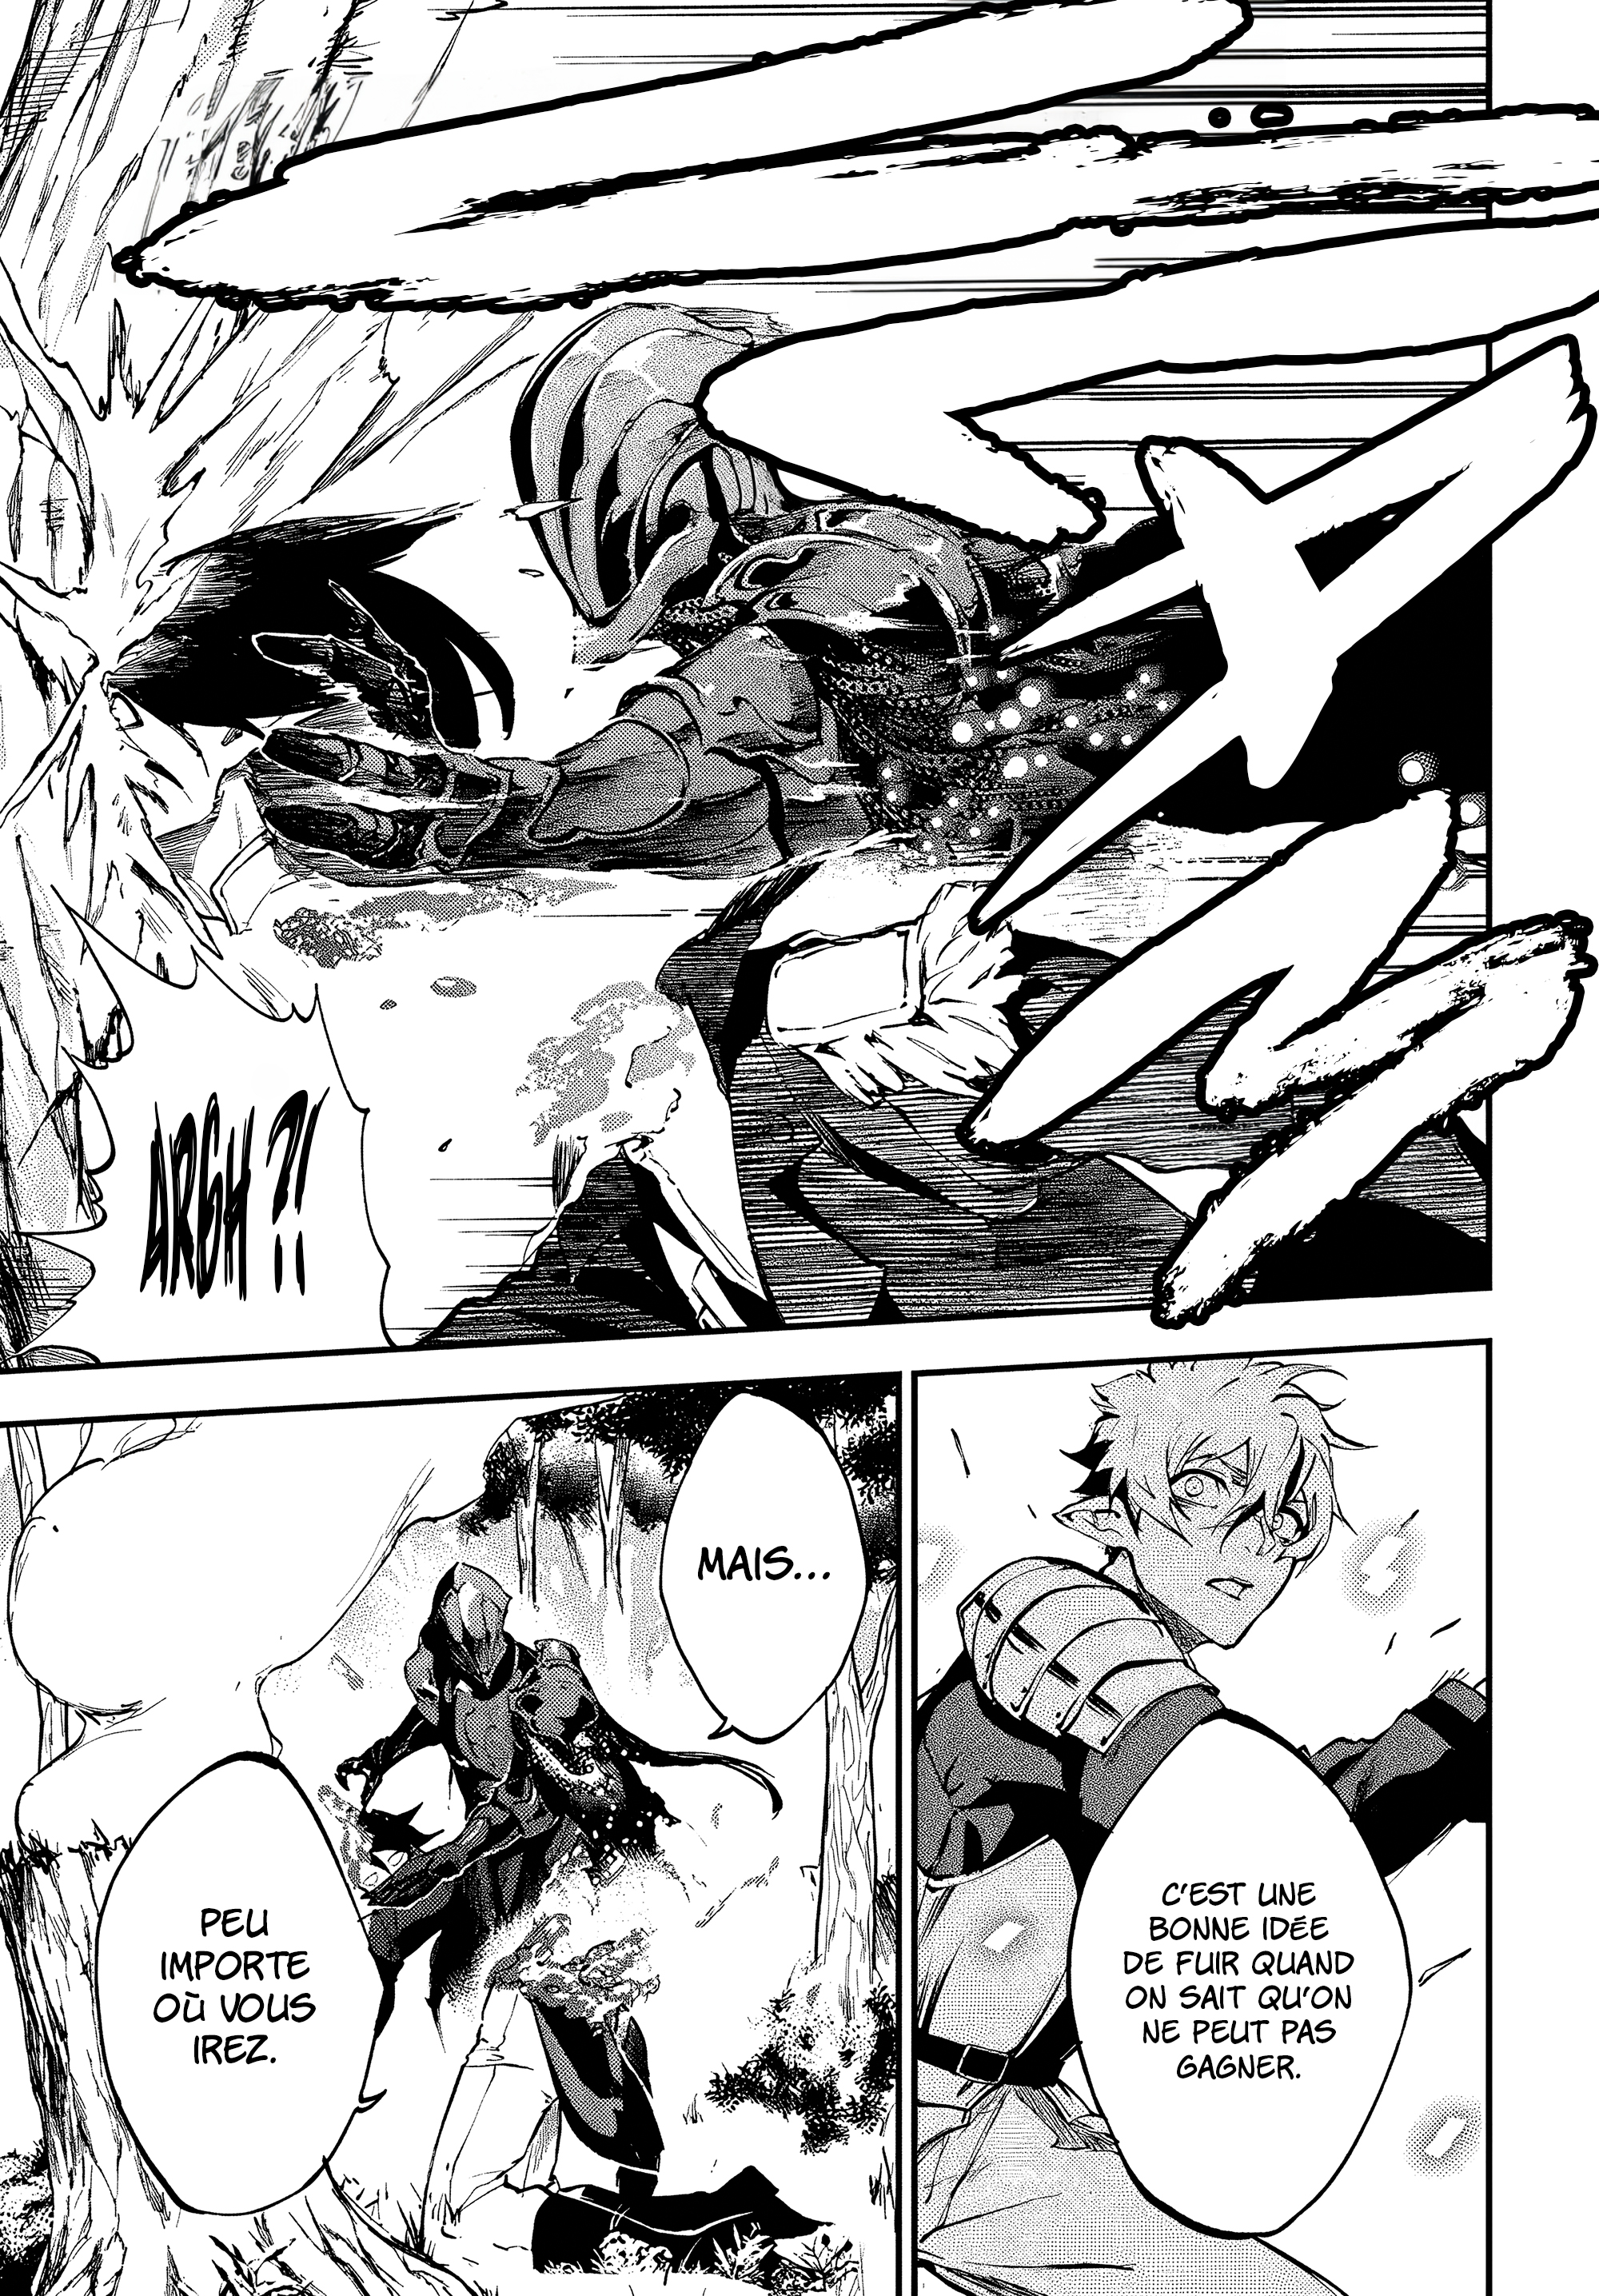 ARGH ?!
C'EST UNE
BONNE IDÉE
DE FUIR QUAND
ON SAIT QU'ON
NE PEUT PAS
GAGNER.
MAIS...
PEU
IMPORTE
OÙ VOUS
IREZ.